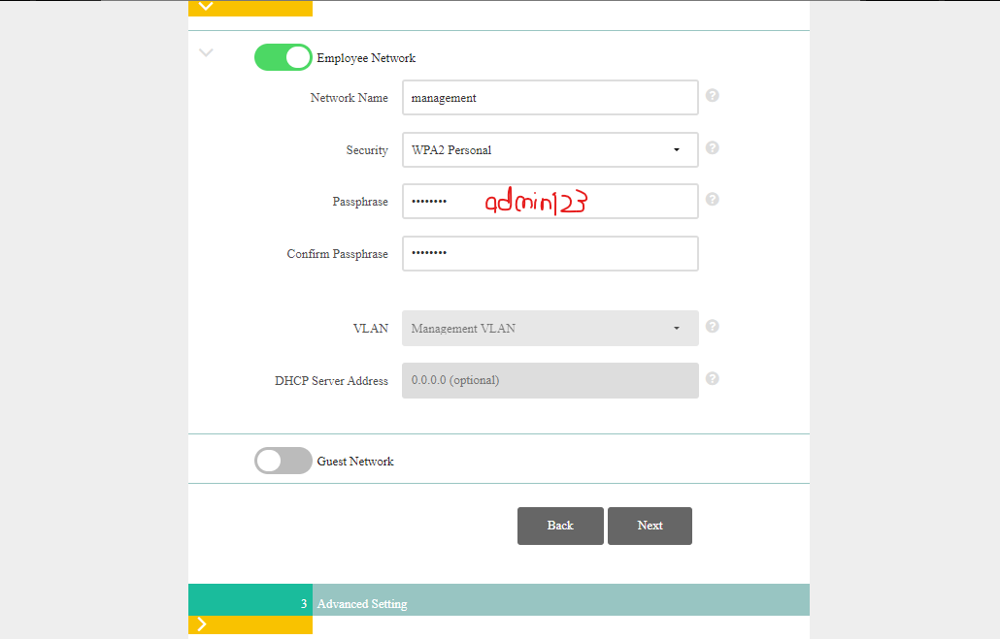 Employee Network
Network Name management
Security WPA2 Personal
Passphrase •••••••• admin123
Confirm Passphrase ••••••••
VLAN Management VLAN
DHCP Server Address 0.0.0.0 (optional)
Guest Network
Back Next
3 Advanced Setting